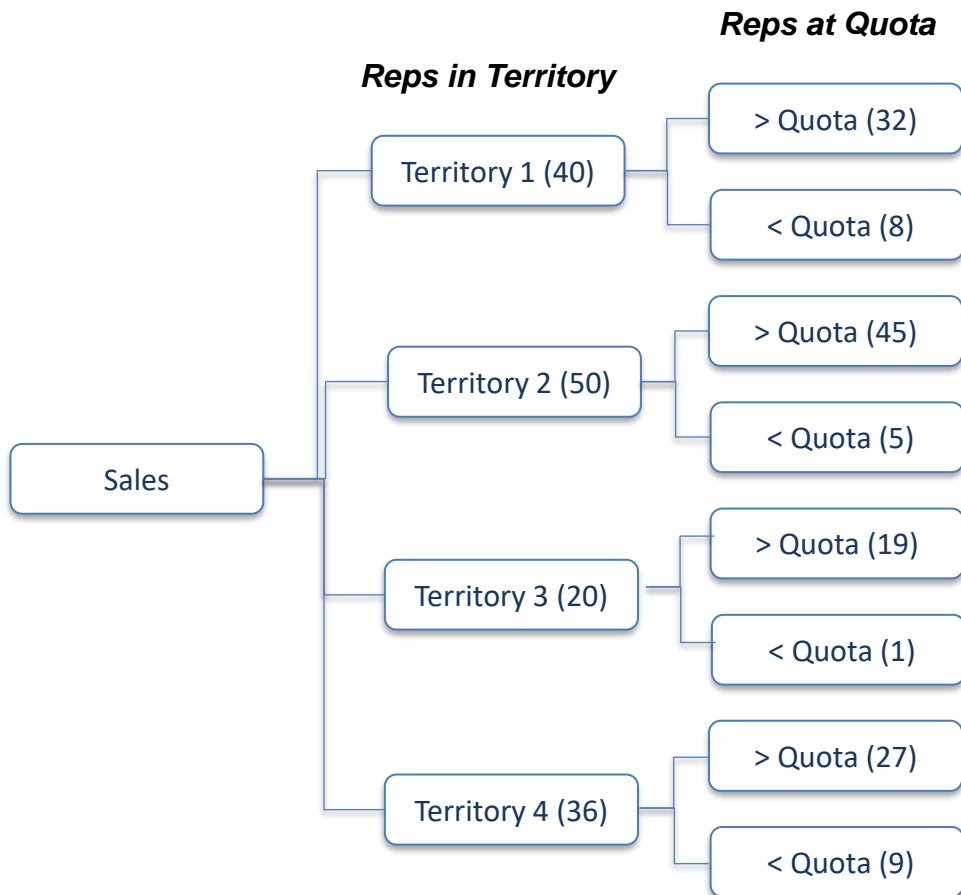 Reps at Quota
Reps in Territory
> Quota (32)
Territory 1 (40)
< Quota (8)
> Quota (45)
Territory 2 (50)
< Quota (5)
Sales
> Quota (19)
Territory 3 (20)
< Quota (1)
> Quota (27)
Territory 4 (36)
< Quota (9)